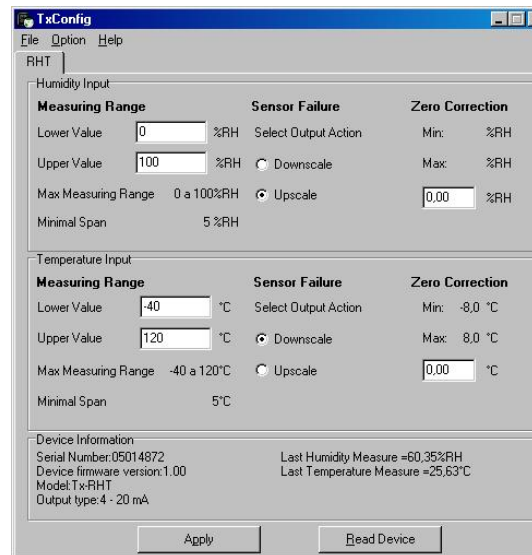 TxConfig
File Option Help
RHT
Humidity Input
Measuring Range Sensor Failure Zero Correction
Lower Value 0 %RH Select Output Action Min: %RH
Upper Value 100 %RH Downscale Max: %RH
Max Measuring Range 0 a 100%RH Upscale 0,00 %RH
Minimal Span 5 %RH
Temperature Input
Measuring Range Sensor Failure Zero Correction
Lower Value -40 °C Select Output Action Min: -8,0 °C
Upper Value 120 °C Downscale Max: 8,0 °C
Max Measuring Range -40 a 120°C Upscale 0,00 °C
Minimal Span 5°C
Device Information
Serial Number:05014872 Last Humidity Measure =60,35%RH
Device firmware version:1.00 Last Temperature Measure =25,63°C
Model:Tx-RHT
Output type:4 - 20 mA
Apply Read Device